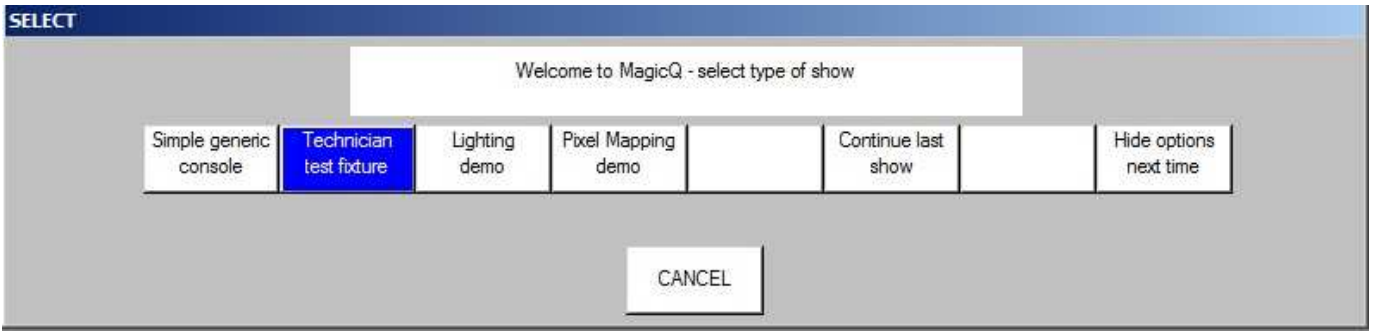 SELECT
Welcome to MagicQ - select type of show
Simple generic
console
Technician
test fixture
Lighting
demo
Pixel Mapping
demo
Continue last
show
Hide options
next time
CANCEL